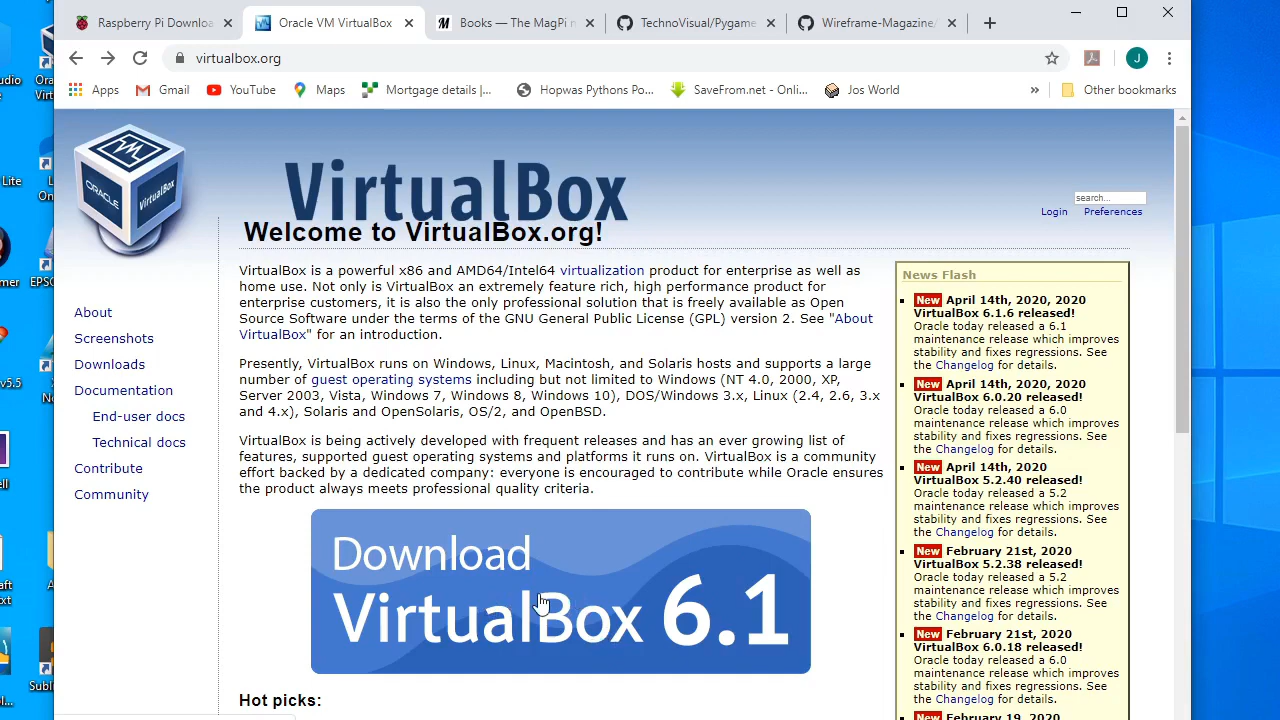 Raspberry Pi Downloa
Oracle VM VirtualBox
Books — The MagPi m
TechnoVisual/Pygame
Wireframe-Magazine/
virtualbox.org
J
Apps
Gmail
YouTube
Maps
Mortgage details |...
Hopwas Pythons Po...
SaveFrom.net - Onl...
Jos World
»
Other bookmarks
ORACLE
VirtualBox
VirtualBox
search...
Login
Preferences
Welcome to VirtualBox.org!
About
Screenshots
Downloads
Documentation
End-user docs
Technical docs
Contribute
Community
VirtualBox is a powerful x86 and AMD64/Intel64 virtualization product for enterprise as well as
home use. Not only is VirtualBox an extremely feature rich, high performance product for
enterprise customers, it is also the only professional solution that is freely available as Open
Source Software under the terms of the GNU General Public License (GPL) version 2. See "About
VirtualBox" for an introduction.
Presently, VirtualBox runs on Windows, Linux, Macintosh, and Solaris hosts and supports a large
number of guest operating systems including but not limited to Windows (NT 4.0, 2000, XP,
Server 2003, Vista, Windows 7, Windows 8, Windows 10), DOS/Windows 3.x, Linux (2.4, 2.6, 3.x
and 4.x), Solaris and OpenSolaris, OS/2, and OpenBSD.
VirtualBox is being actively developed with frequent releases and has an ever growing list of
features, supported guest operating systems and platforms it runs on. VirtualBox is a community
effort backed by a dedicated company: everyone is encouraged to contribute while Oracle ensures
the product always meets professional quality criteria.
Download
VirtualBox 6.1
Hot picks:
News Flash
New April 14th, 2020, 2020
VirtualBox 6.1.6 released!
Oracle today released a 6.1
maintenance release which improves
stability and fixes regressions. See
the Changelog for details.
New April 14th, 2020, 2020
VirtualBox 6.0.20 released!
Oracle today released a 6.0
maintenance release which improves
stability and fixes regressions. See
the Changelog for details.
New April 14th, 2020
VirtualBox 5.2.40 released!
Oracle today released a 5.2
maintenance release which improves
stability and fixes regressions. See
the Changelog for details.
New February 21st, 2020
VirtualBox 5.2.38 released!
Oracle today released a 5.2
maintenance release which improves
stability and fixes regressions. See
the Changelog for details.
New February 21st, 2020
VirtualBox 6.0.18 released!
Oracle today released a 6.0
maintenance release which improves
stability and fixes regressions. See
the Changelog for details.
New February 19, 2020